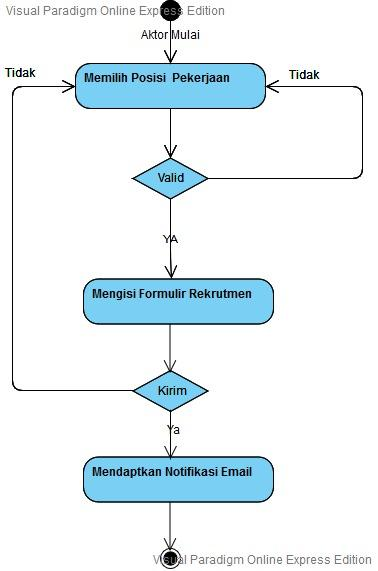 Visual Paradigm Online Express Edition
Aktor Mulai
Tidak
Memilih Posisi Pekerjaan
Tidak
Valid
YA
Mengisi Formulir Rekrutmen
Kirim
Ya
Mendaptkan Notifikasi Email
Visual Paradigm Online Express Edition